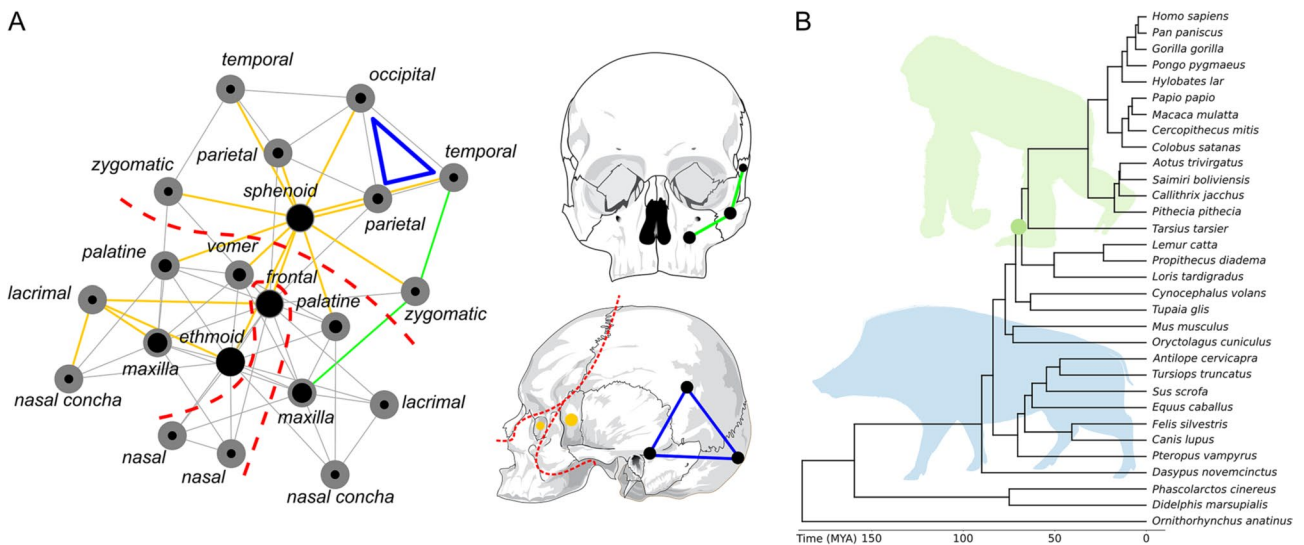 A
temporal
occipital
parietal
temporal
zygomatic
sphenoid
parietal
vomer
palatine
frontal
lacrimal
palatine
zygomatic
ethmoid
maxilla
nasal concha
maxilla
lacrimal
nasal
nasal
nasal concha
B
Homo sapiens
Pan paniscus
Gorilla gorilla
Pongo pygmaeus
Hylobates lar
Papio papio
Macaca mulatta
Cercopithecus mitis
Colobus satanas
Aotus trivirgatus
Saimiri boliviensis
Callithrix jacchus
Pithecia pithecia
Tarsius tarsier
Lemur catta
Propithecus diadema
Loris tardigradus
Cynocephalus volans
Tupaia glis
Mus musculus
Oryctolagus cuniculus
Antilope cervicapra
Tursiops truncatus
Sus scrofa
Equus caballus
Felis silvestris
Canis lupus
Pteropus vampyrus
Dasypus novemcinctus
Phascolarctos cinereus
Didelphis marsupialis
Ornithorhynchus anatinus
Time (MYA) 150 100 50 0